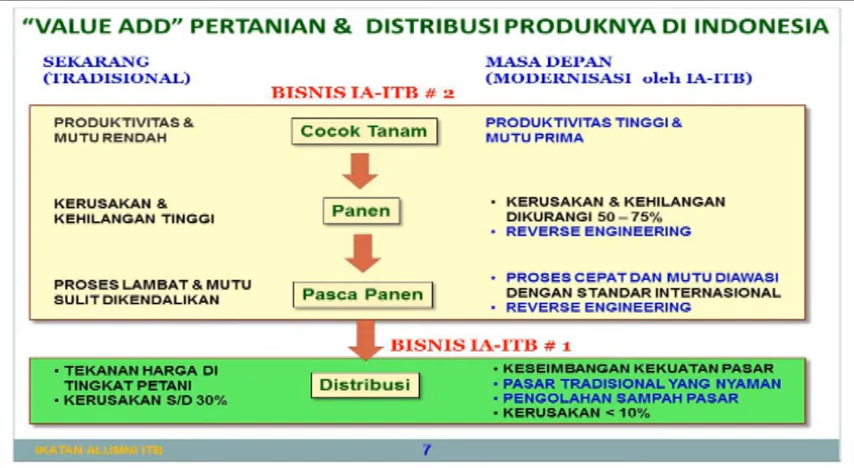 “VALUE ADD” PERTANIAN & DISTRIBUSI PRODUKNYA DI INDONESIA
SEKARANG
(TRADISIONAL)
MASA DEPAN
(MODERNISASI oleh IA-ITB)
BISNIS IA-ITB # 2
PRODUKTIVITAS &
MUTU RENDAH
Cocok Tanam
PRODUKTIVITAS TINGGI &
MUTU PRIMA
KERUSAKAN &
KEHILANGAN TINGGI
Panen
• KERUSAKAN & KEHILANGAN
DIKURANGI 50 – 75%
• REVERSE ENGINEERING
PROSES LAMBAT & MUTU
SULIT DIKENDALIKAN
Pasca Panen
• PROSES CEPAT DAN MUTU DIAWASI
DENGAN STANDAR INTERNASIONAL
• REVERSE ENGINEERING
BISNIS IA-ITB # 1
• TEKANAN HARGA DI
TINGKAT PETANI
• KERUSAKAN S/D 30%
Distribusi
• KESEIMBANGAN KEKUATAN PASAR
• PASAR TRADISIONAL YANG NYAMAN
• PENGOLAHAN SAMPAH PASAR
• KERUSAKAN < 10%
IKATAN ALUMNI ITB
7